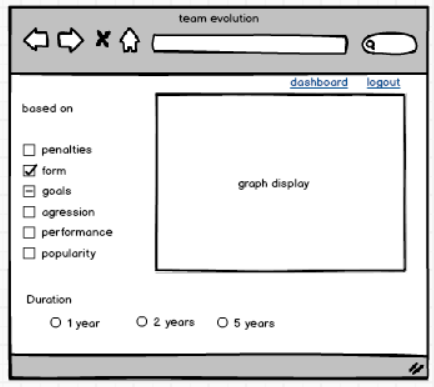 team evolution
dashboard logout
based on
penalties
form
goals
agression
performance
popularity
graph display
Duration
1 year 2 years 5 years